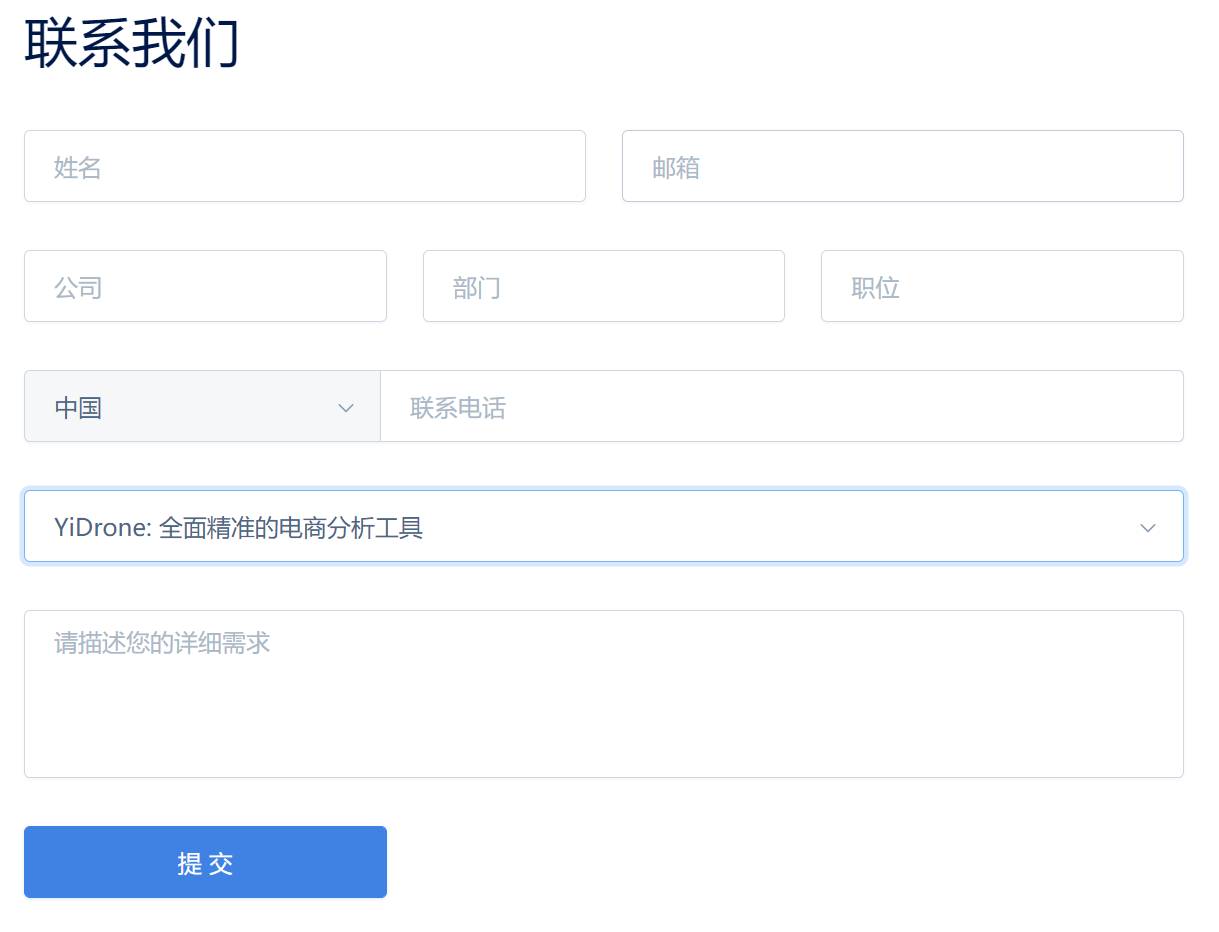 联系我们
姓名
邮箱
公司
部门
职位
中国
联系电话
YiDrone: 全面精准的电商分析工具
请描述您的详细需求
提 交